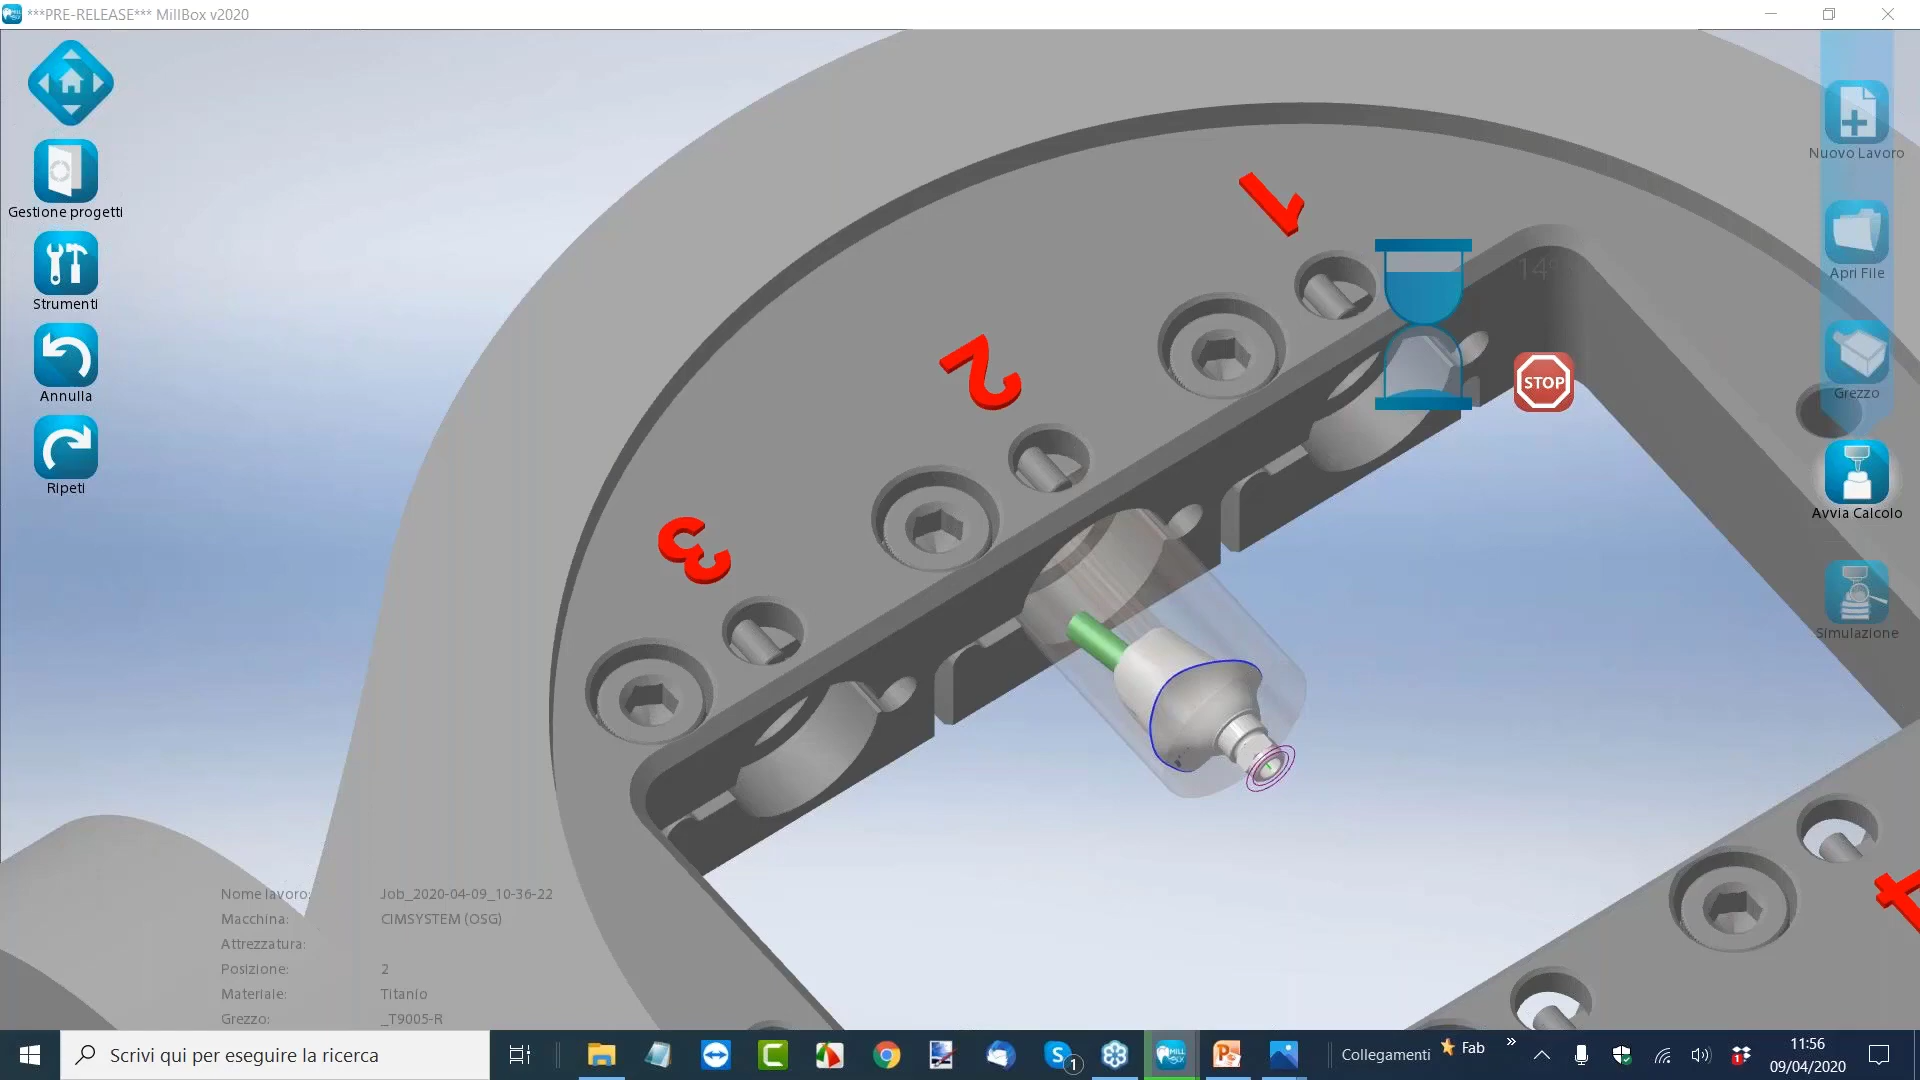 ***PRE-RELEASE*** MillBox v2020
Gestione progetti
Strumenti
Annulla
Ripeti
Nuovo Lavoro
Apri File
Grezzo
Avvia Calcolo
Simulazione
1
2
3
4
STOP
Nome lavoro: Job_2020-04-09_10-36-22
Macchina: CIMSYSTEM (OSG)
Attrezzatura:
Posizione: 2
Materiale: Titanio
Grezzo: _T9005-R
Scrivi qui per eseguire la ricerca
Collegamenti
Fab
11:56
09/04/2020